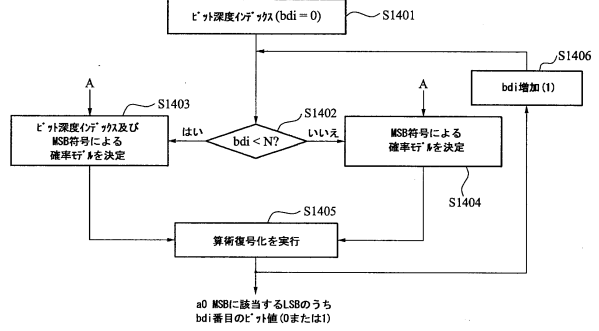 ﾋﾞｯﾄ深度ｲﾝﾃﾞｯｸｽ(bdi = 0)
S1401
S1406
bdi増加(1)
A
S1403
ﾋﾞｯﾄ深度ｲﾝﾃﾞｯｸｽ及び
MSB符号による
確率ﾓﾃﾞﾙを決定
はい
S1402
bdi < N?
いいえ
A
MSB符号による
確率ﾓﾃﾞﾙを決定
S1404
S1405
算術復号化を実行
a0 MSBに該当するLSBのうち
bdi番目のﾋﾞｯﾄ値(0または1)